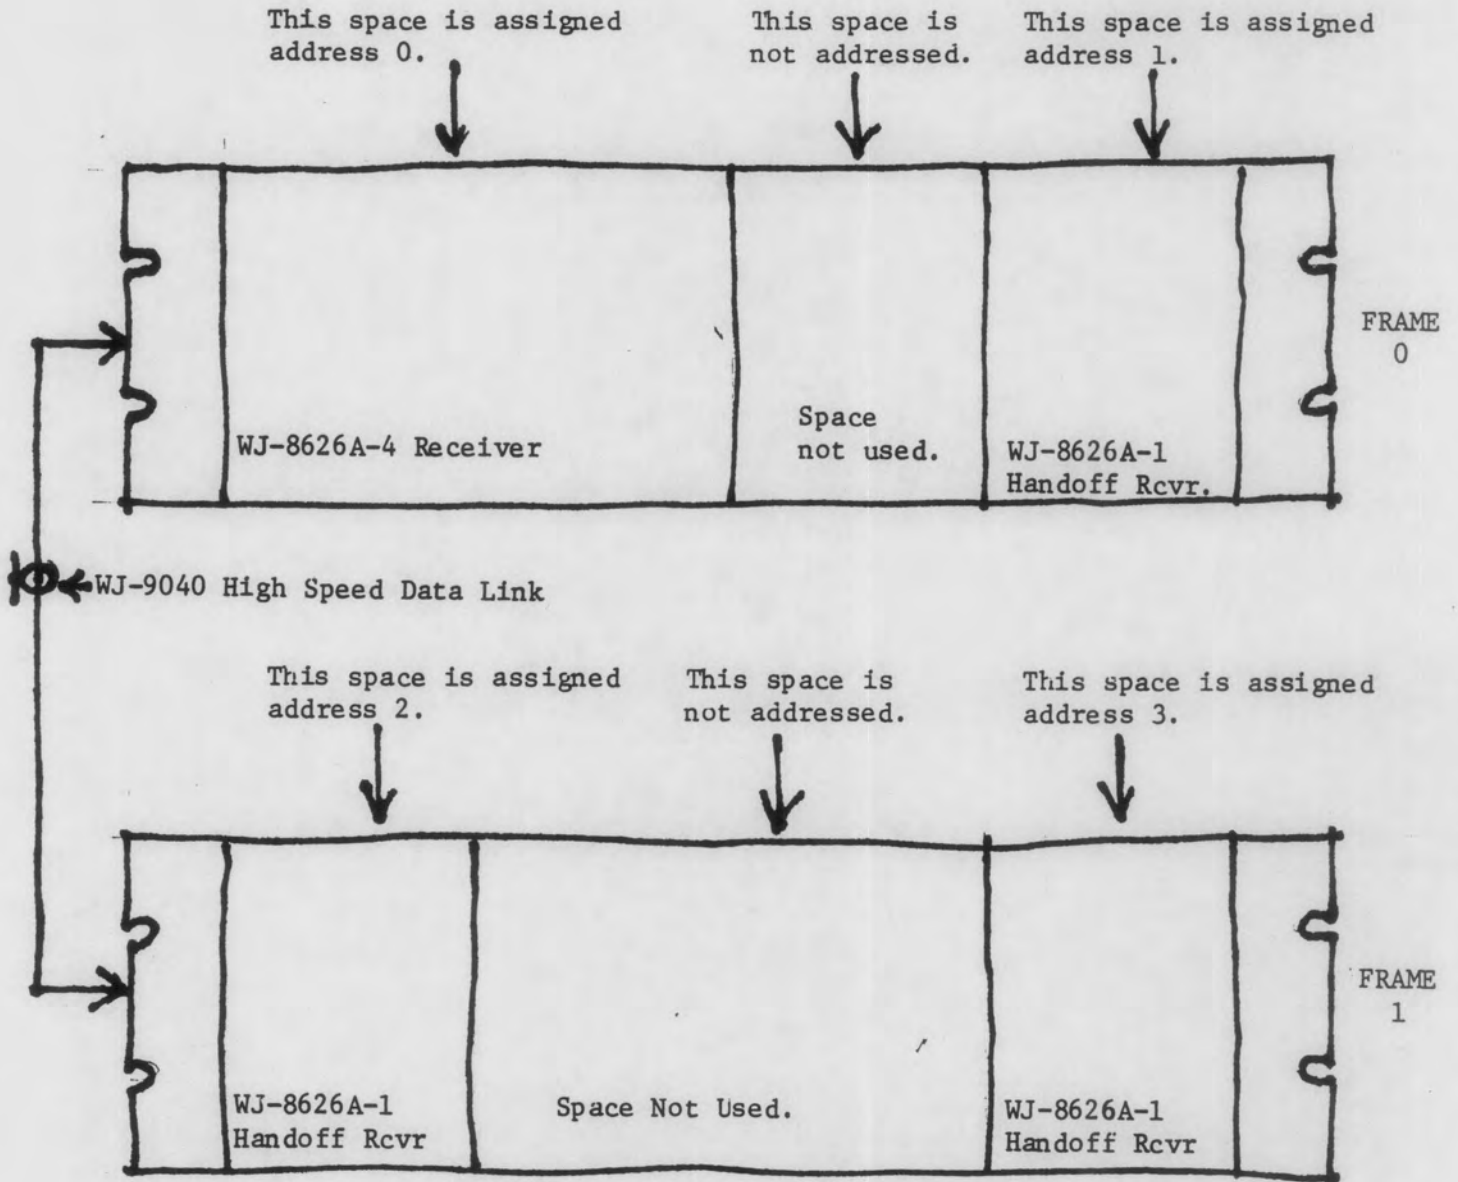 This space is assigned
address 0.
This space is
not addressed.
This space is assigned
address 1.
FRAME
0
WJ-8626A-4 Receiver
Space
not used.
WJ-8626A-1
Handoff Rcvr.
WJ-9040 High Speed Data Link
This space is assigned
address 2.
This space is
not addressed.
This space is assigned
address 3.
FRAME
1
WJ-8626A-1
Handoff Rcvr
Space Not Used.
WJ-8626A-1
Handoff Rcvr